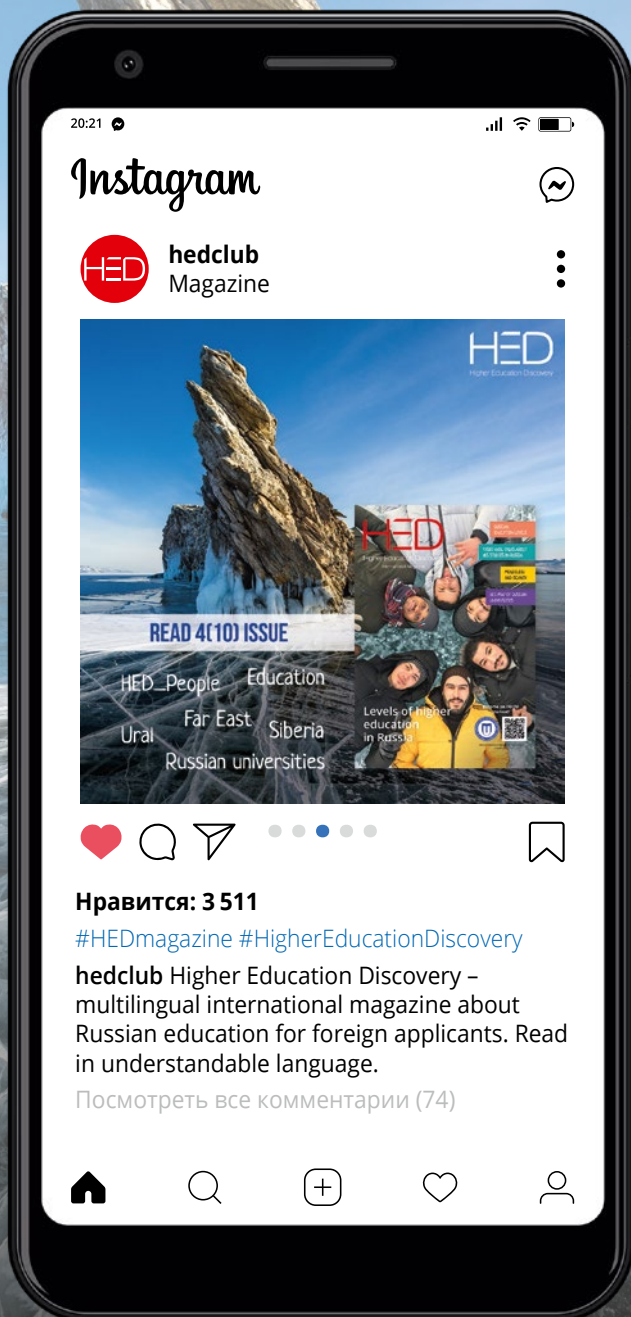 20:21
Instagram
HED
hedclub
Magazine
HED
Higher Education Discovery
HED
READ 4(10) ISSUE
HED_People
Education
Ural
Far East
Siberia
Russian universities
Levels of higher
education
in Russia
Нравится: 3 511
#HEDmagazine #HigherEducationDiscovery
hedclub Higher Education Discovery –
multilingual international magazine about
Russian education for foreign applicants. Read
in understandable language.
Посмотреть все комментарии (74)